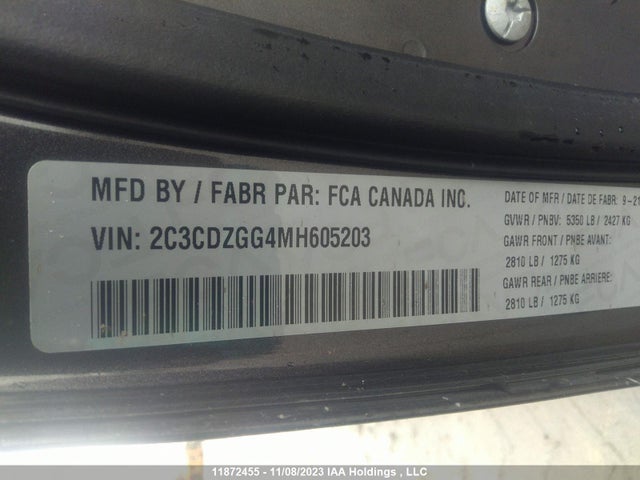 MFD BY / FABR PAR: FCA CANADA INC.
VIN: 2C3CDZGG4MH605203
DATE OF MFR / DATE DE FABR: 9-21
GVWR / PNBV: 5350 LB / 2427 KG
GAWR FRONT / PNBE AVANT:
2810 LB / 1275 KG
GAWR REAR / PNBE ARRIERE:
2810 LB / 1275 KG
11872455 - 11/08/2023 IAA Holdings , LLC